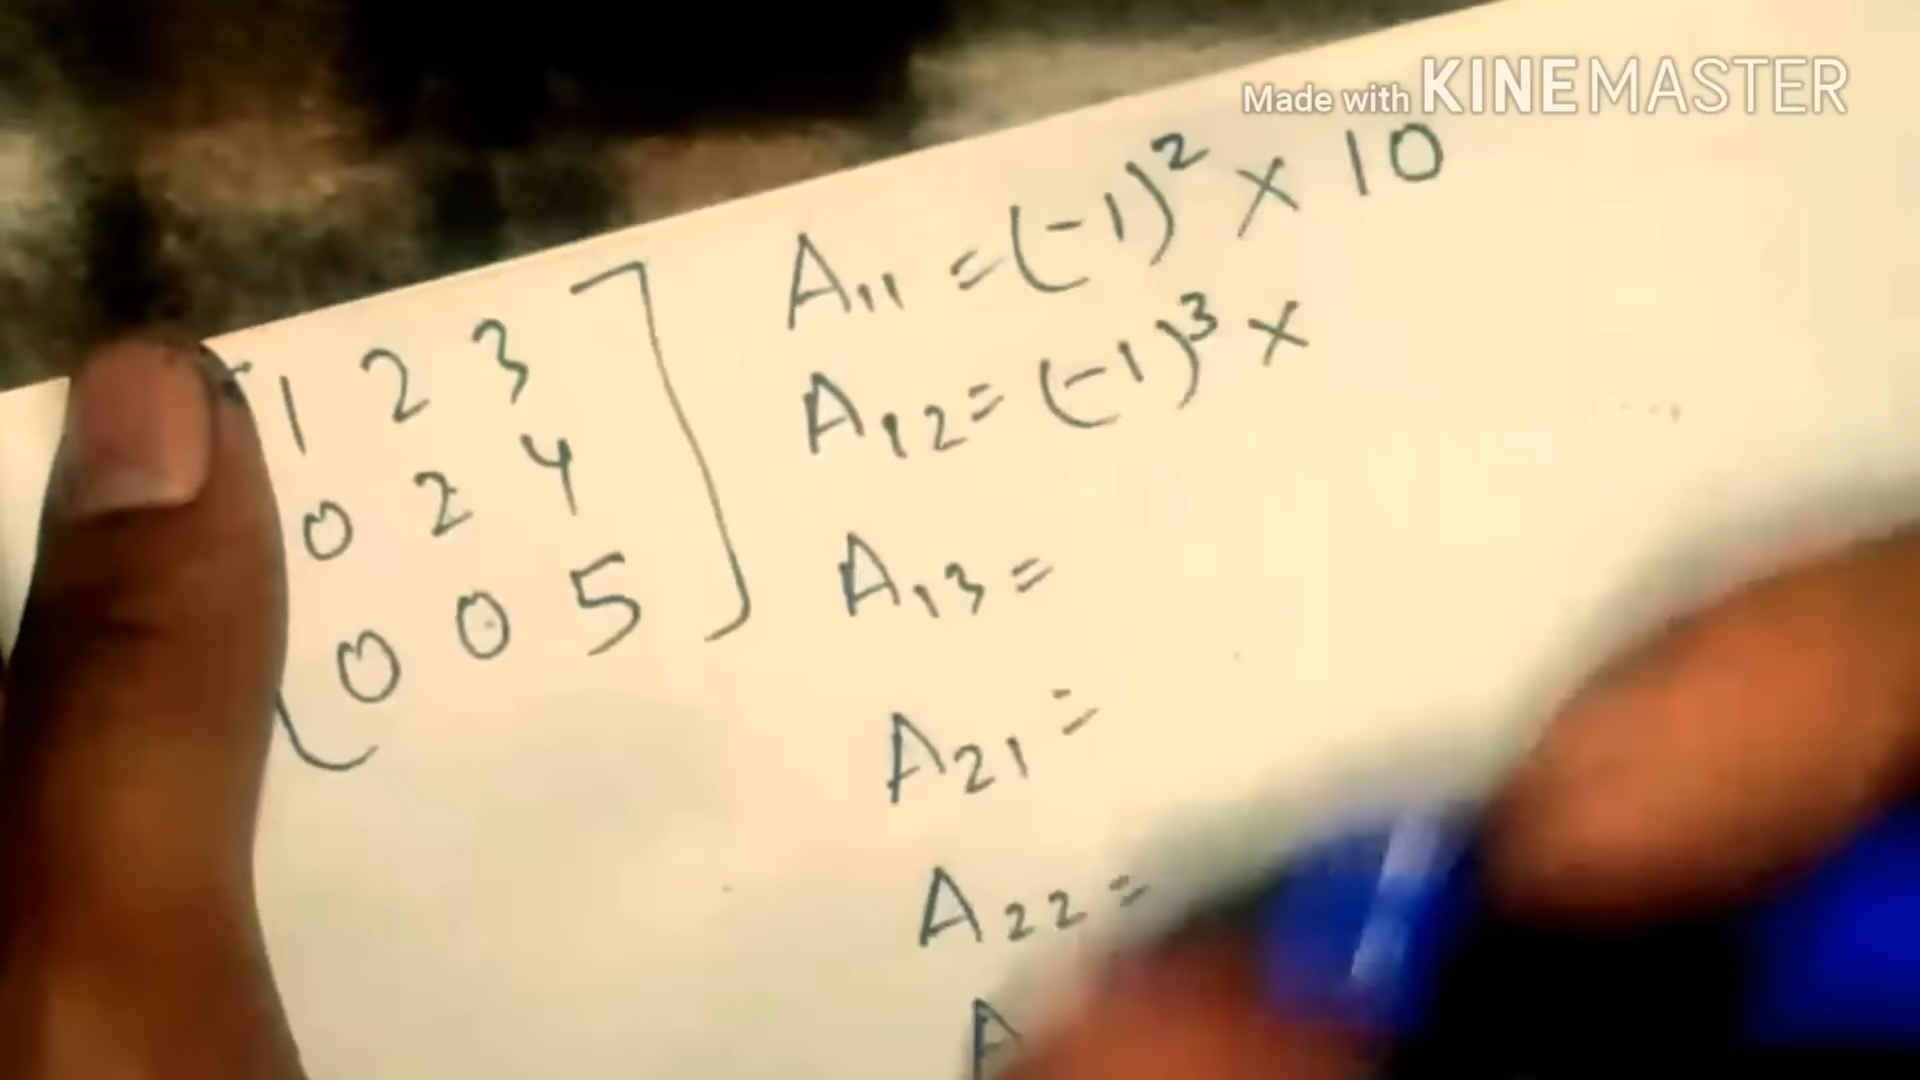 Made with KINEMASTER
1 2 3
0 2 4
0 0 5
A₁₁ = (-1)² × 10
A₁₂ = (-1)³ ×
A₁₃ =
A₂₁ =
A₂₂ =
A